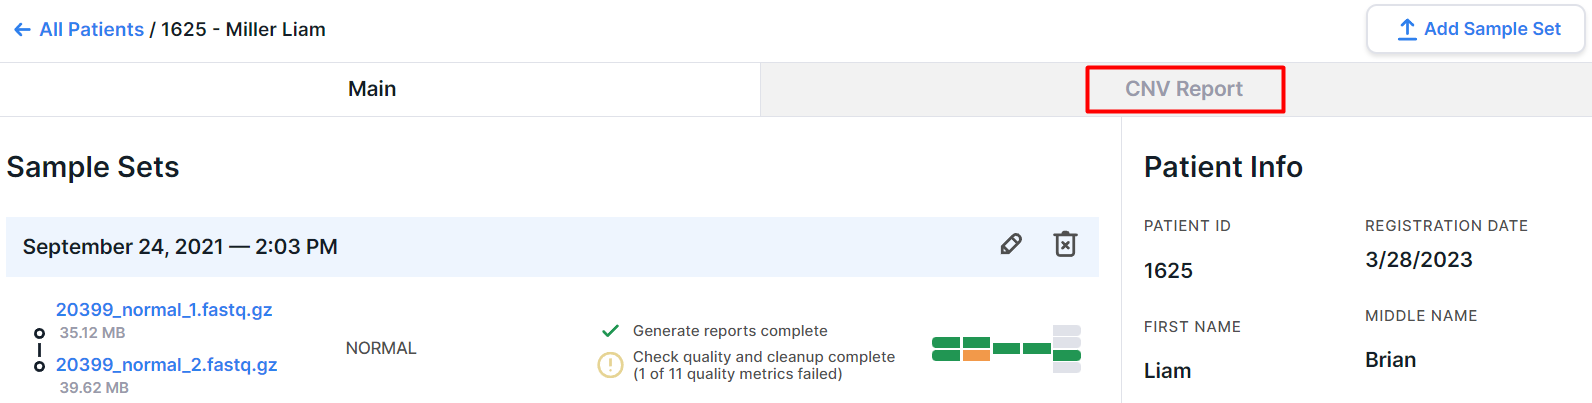 ← All Patients / 1625 - Miller Liam
Add Sample Set
Main
CNV Report
Sample Sets
September 24, 2021 — 2:03 PM
20399_normal_1.fastq.gz
35.12 MB
20399_normal_2.fastq.gz
39.62 MB
NORMAL
Generate reports complete
Check quality and cleanup complete
(1 of 11 quality metrics failed)
Patient Info
PATIENT ID
1625
REGISTRATION DATE
3/28/2023
FIRST NAME
Liam
MIDDLE NAME
Brian